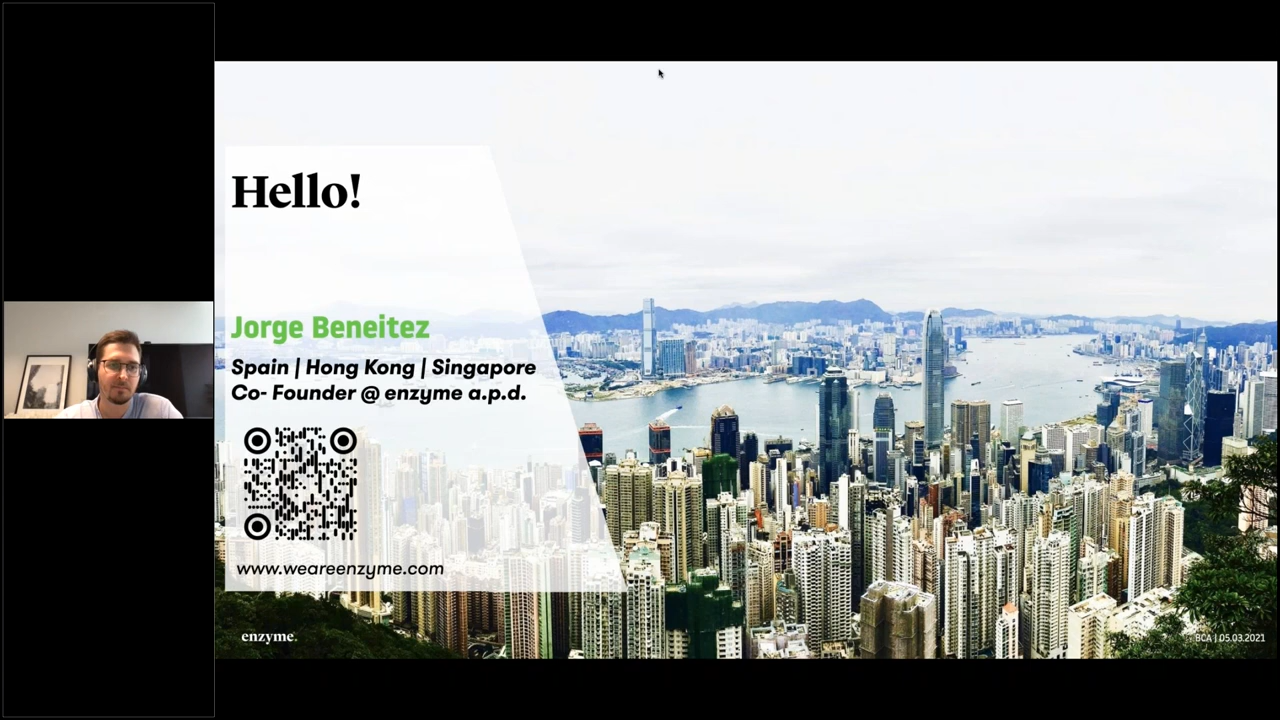 Hello!
Jorge Beneitez
Spain | Hong Kong | Singapore
Co- Founder @ enzyme a.p.d.
www.weareenzyme.com
enzyme.
BCA | 05.03.2021